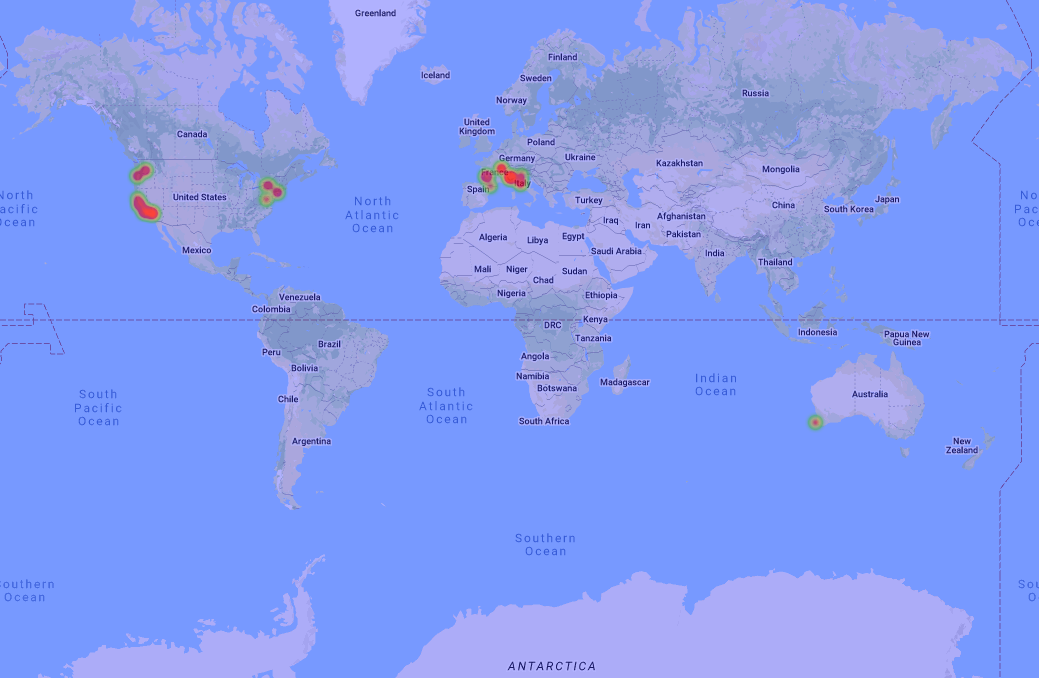 Greenland
Iceland
Finland
Sweden
Norway
Russia
Canada
United
Kingdom
Poland
Germany
Ukraine
France
Kazakhstan
Mongolia
Spain
Italy
United States
North
Pacific
Ocean
North
Atlantic
Ocean
Turkey
China
South Korea
Japan
Iraq
Iran
Afghanistan
Pakistan
Algeria
Libya
Egypt
Saudi Arabia
India
Mexico
Thailand
Mali
Niger
Chad
Sudan
Nigeria
Ethiopia
Venezuela
Colombia
DRC
Kenya
Tanzania
Indonesia
Papua New
Guinea
Peru
Brazil
Bolivia
Angola
Namibia
Botswana
Madagascar
Indian
Ocean
South
Pacific
Ocean
Chile
South
Atlantic
Ocean
South Africa
Australia
Argentina
New
Zealand
Southern
Ocean
Southern
Ocean
ANTARCTICA